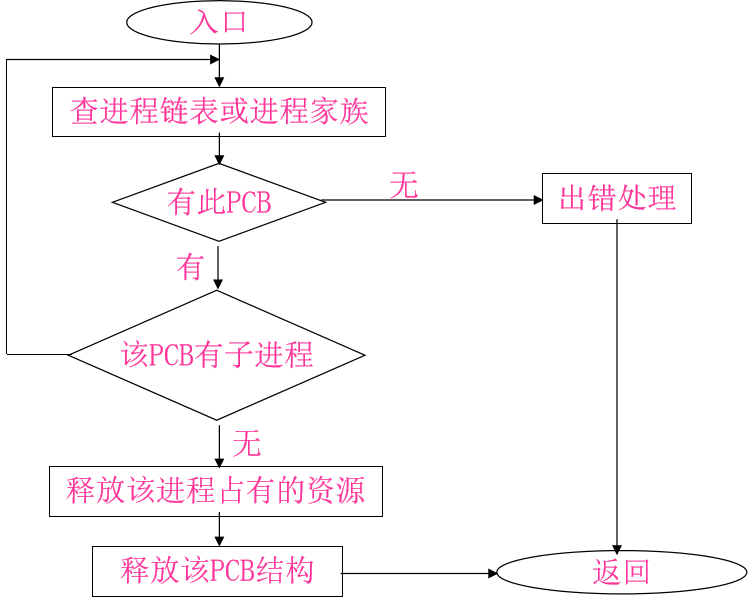 入口
查进程链表或进程家族
有此PCB
无
出错处理
有
该PCB有子进程
无
释放该进程占有的资源
释放该PCB结构
返回